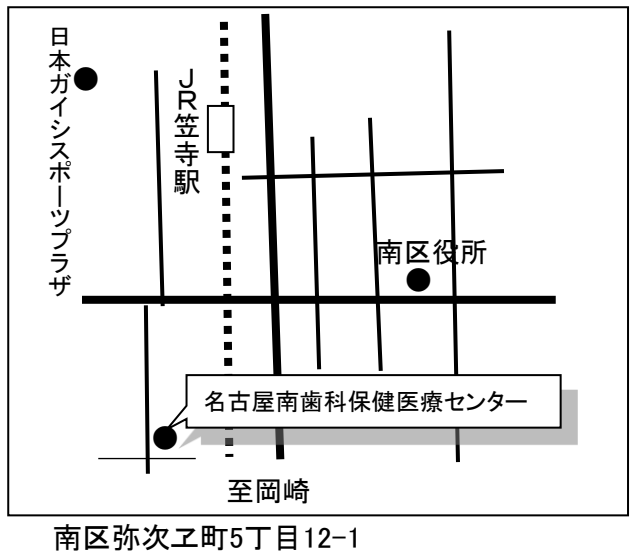 日本ガイシスポーツプラザ
ＪＲ笠寺駅
南区役所
名古屋南歯科保健医療センター
至岡崎
南区弥次ヱ町5丁目12-1